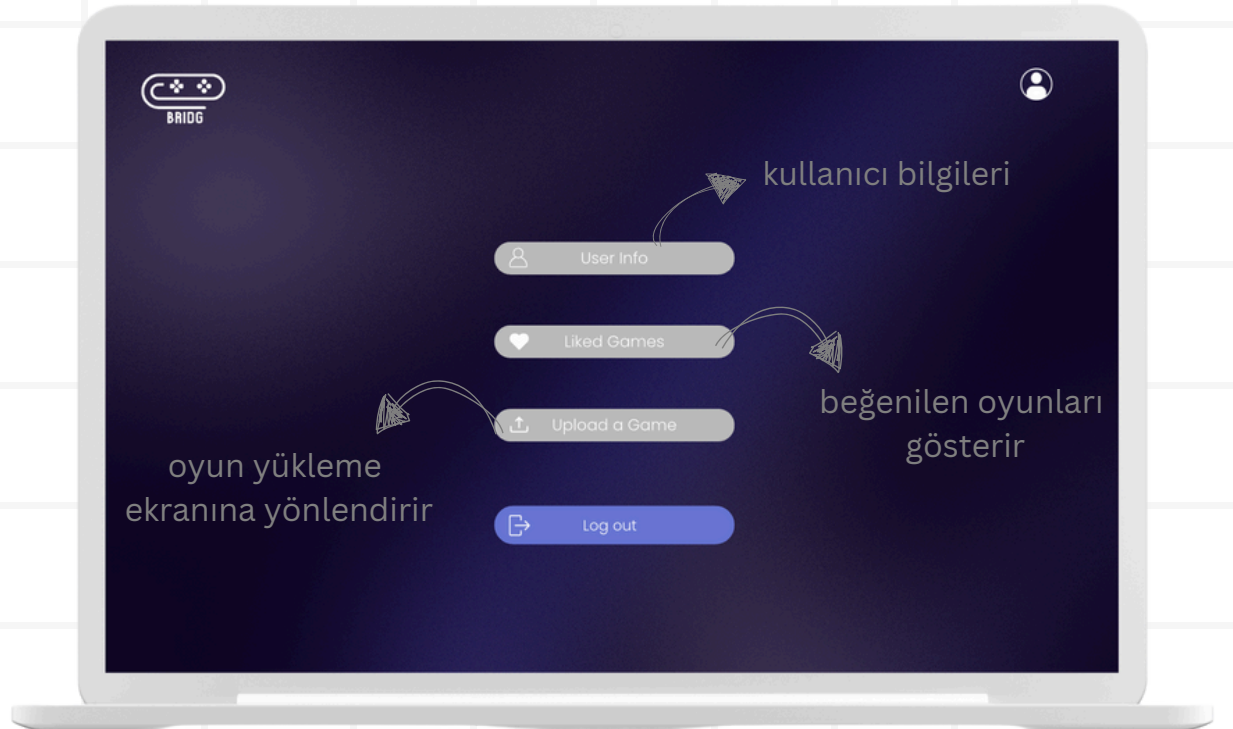 BRIDG
kullanıcı bilgileri
User Info
Liked Games
beğenilen oyunları
gösterir
Upload a Game
oyun yükleme
ekranına yönlendirir
Log out